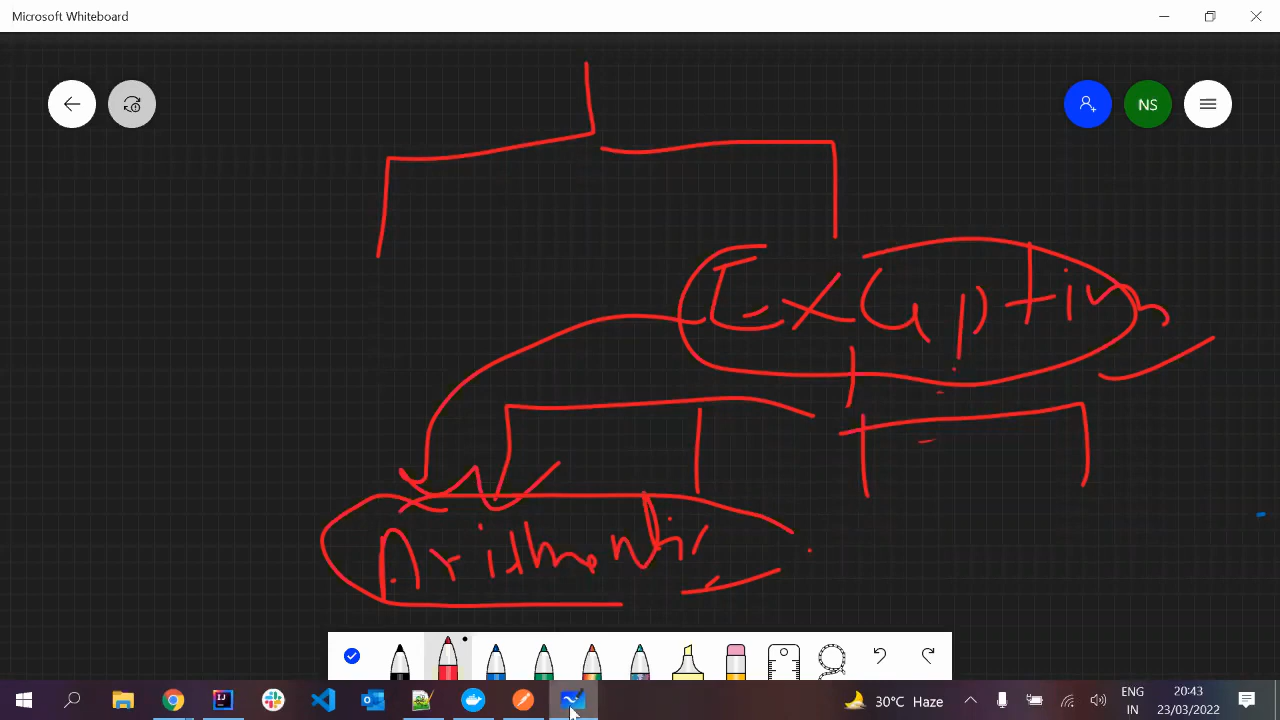 Microsoft Whiteboard
NS
Exception
Arithmetic
30°C Haze
ENG
IN
20:43
23/03/2022